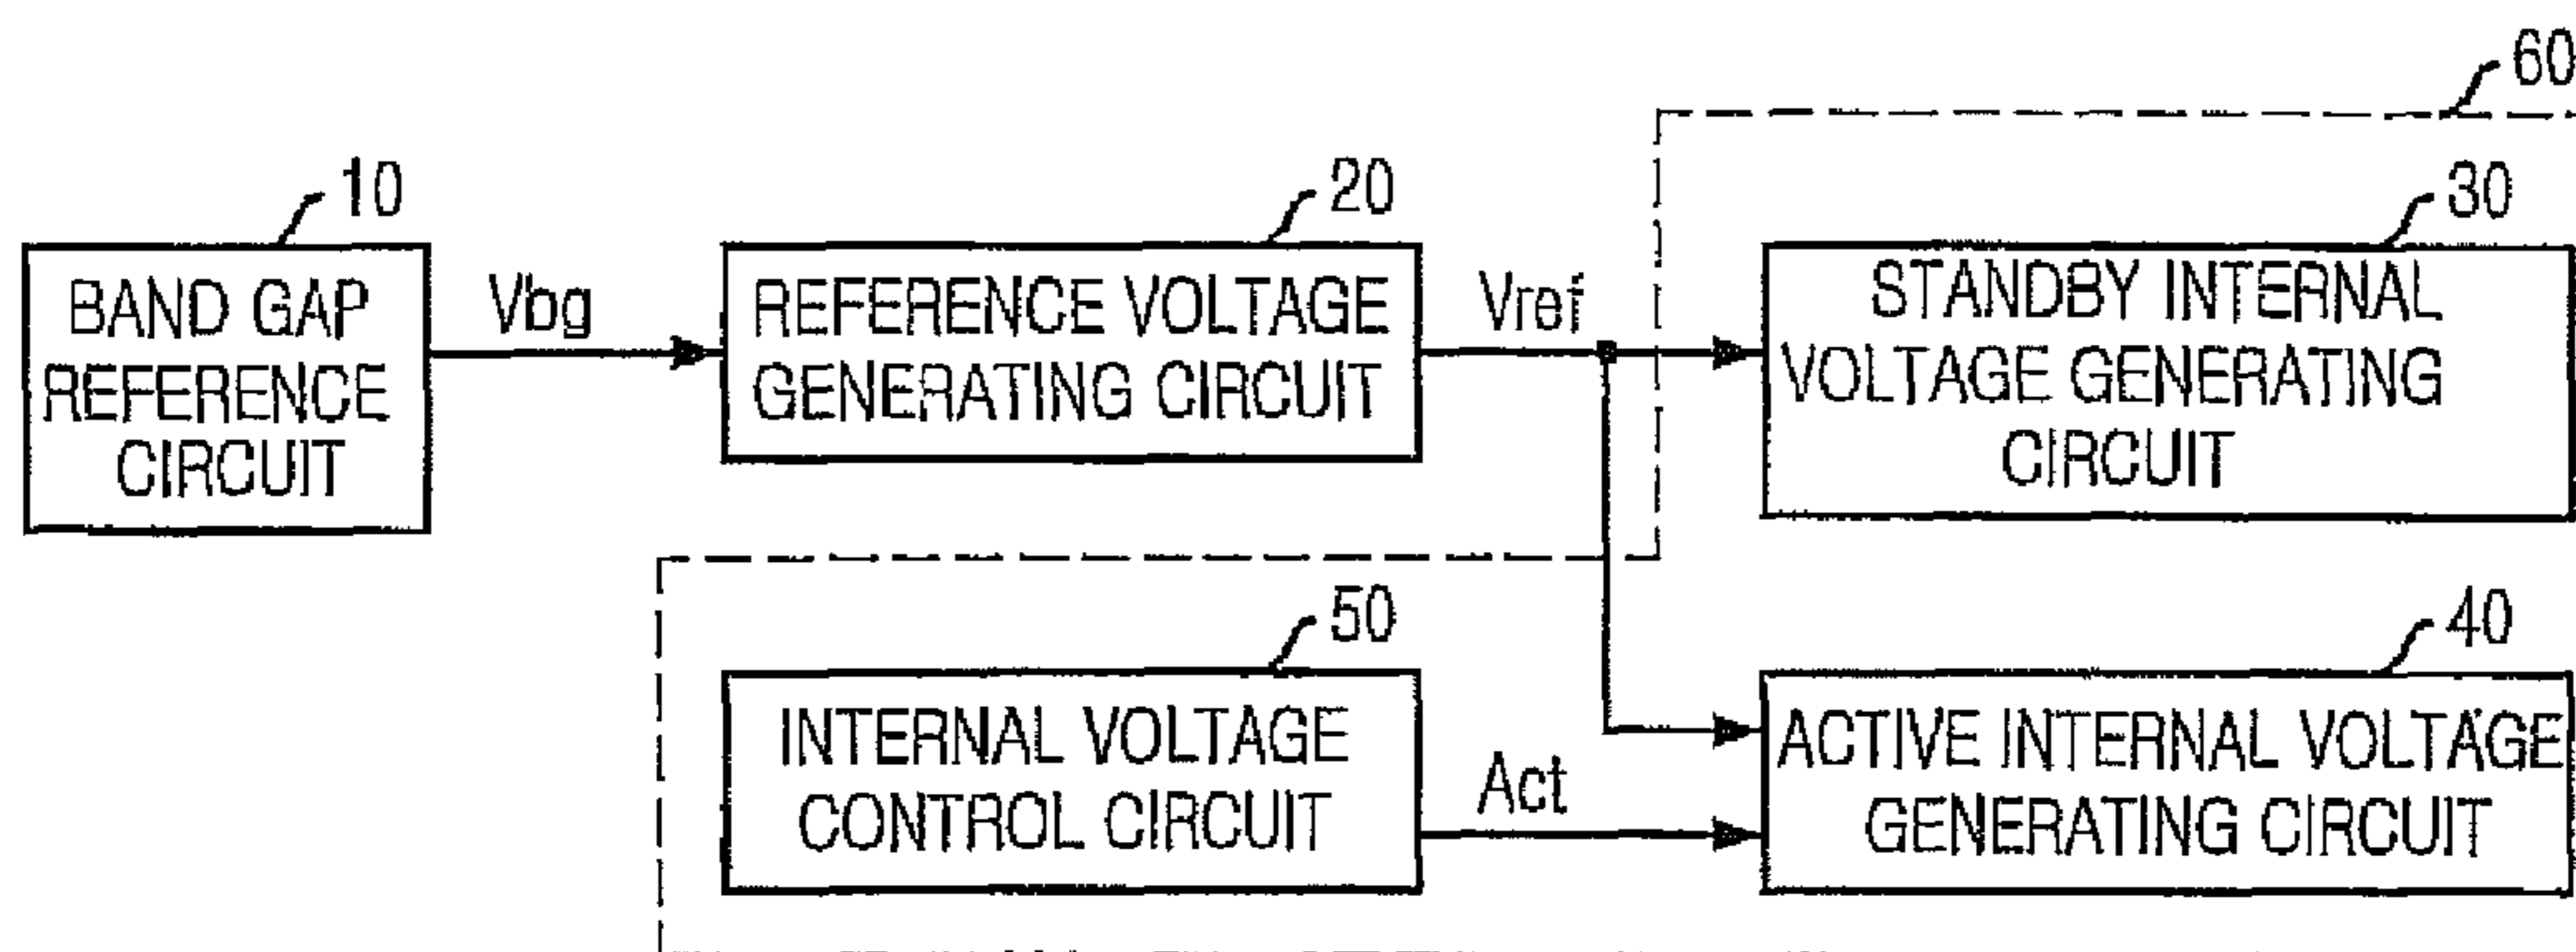 60
10
BAND GAP
REFERENCE
CIRCUIT
Vbg
20
REFERENCE VOLTAGE
GENERATING CIRCUIT
Vref
30
STANDBY INTERNAL
VOLTAGE GENERATING
CIRCUIT
50
INTERNAL VOLTAGE
CONTROL CIRCUIT
Act
40
ACTIVE INTERNAL VOLTAGE
GENERATING CIRCUIT